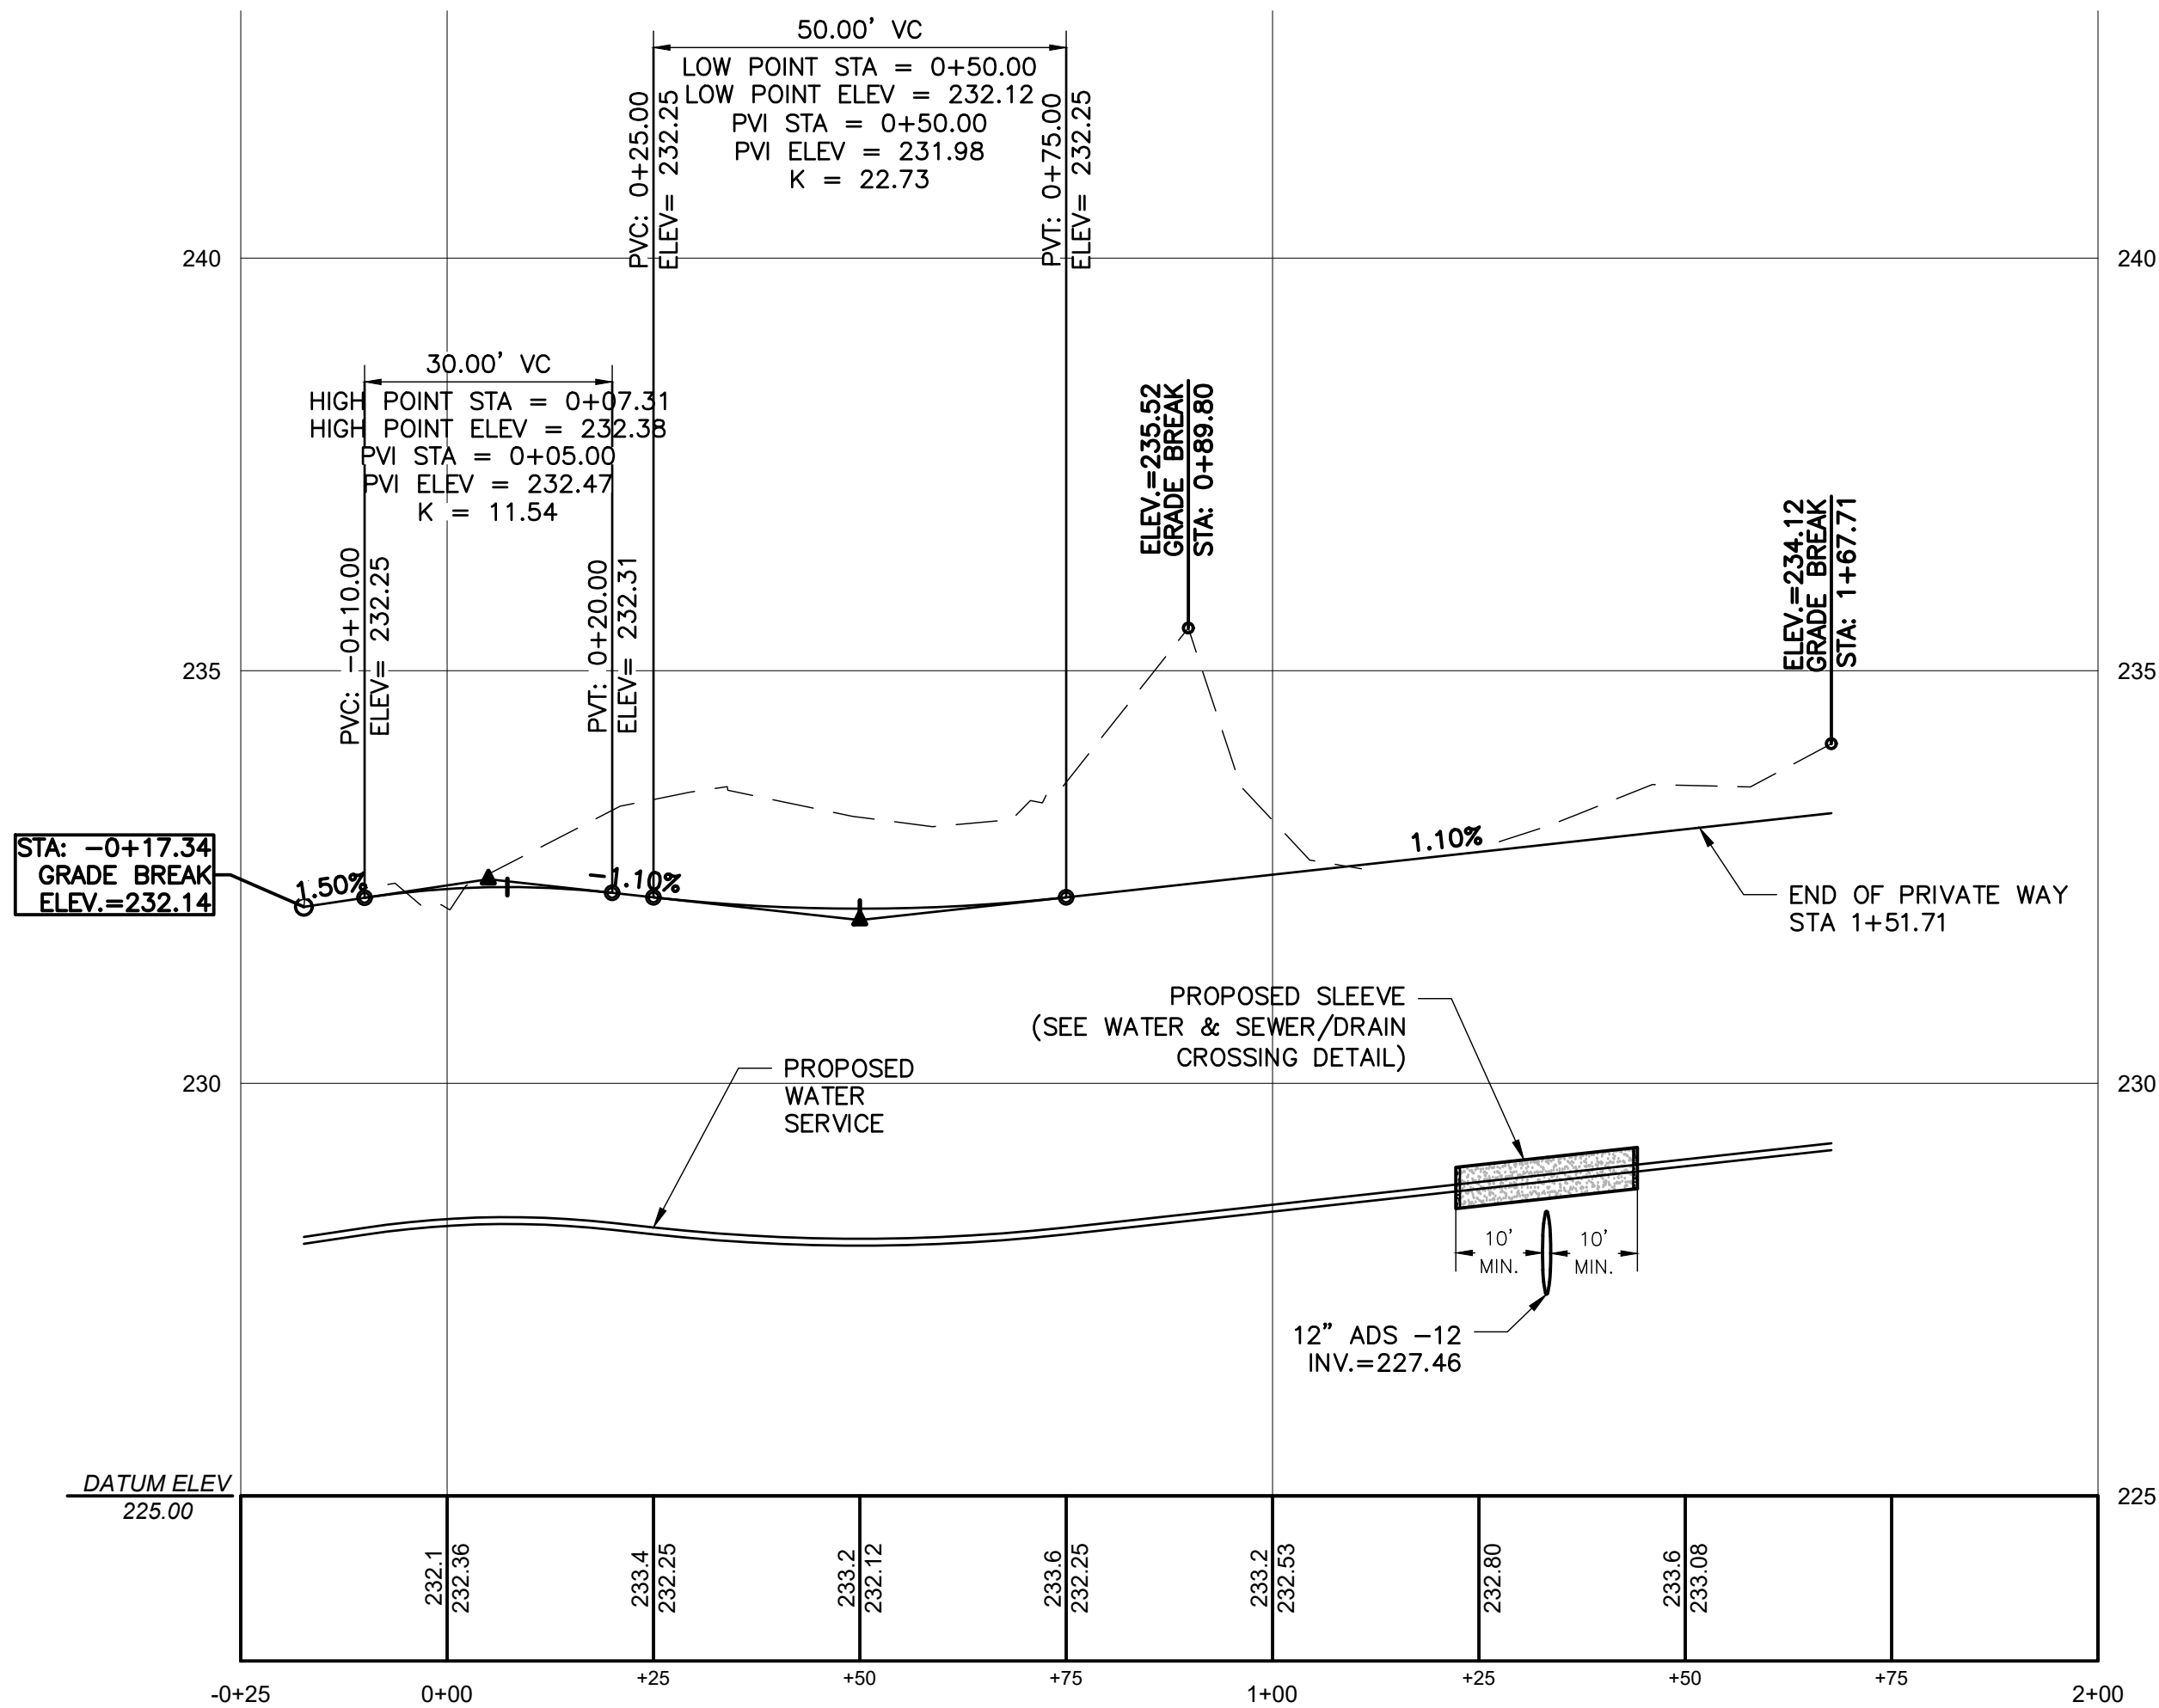 50.00' VC
LOW POINT STA = 0+50.00
LOW POINT ELEV = 232.12
PVI STA = 0+50.00
PVI ELEV = 231.98
K = 22.73
PVC: 0+25.00
ELEV= 232.25
PVT: 0+75.00
ELEV= 232.25
240
240
30.00' VC
HIGH POINT STA = 0+07.31
HIGH POINT ELEV = 232.38
PVI STA = 0+05.00
PVI ELEV = 232.47
K = 11.54
PVC: -0+10.00
ELEV= 232.25
PVT: 0+20.00
ELEV= 232.31
ELEV.=235.52
GRADE BREAK
STA: 0+89.80
ELEV.=234.12
GRADE BREAK
STA: 1+67.71
235
235
STA: -0+17.34
GRADE BREAK
ELEV.=232.14
1.50%
-1.10%
1.10%
END OF PRIVATE WAY
STA 1+51.71
PROPOSED SLEEVE
(SEE WATER & SEWER/DRAIN
CROSSING DETAIL)
PROPOSED
WATER
SERVICE
230
230
10'
MIN.
10'
MIN.
12" ADS -12
INV.=227.46
DATUM ELEV
225.00
225
232.1
232.36
233.4
232.25
233.2
232.12
233.6
232.25
233.2
232.53
232.80
233.6
233.08
-0+25
0+00
+25
+50
+75
1+00
+25
+50
+75
2+00